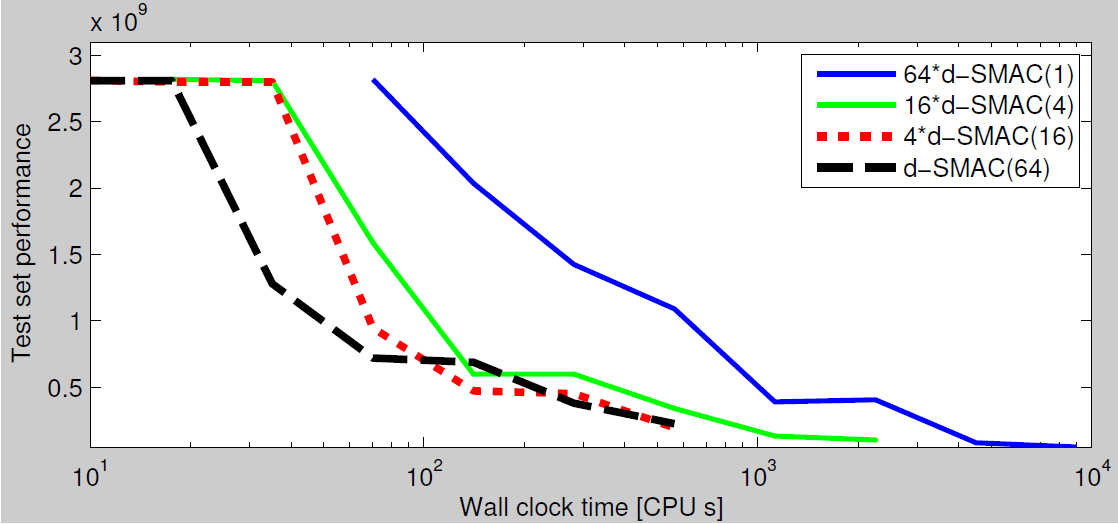 x 10^9
3
2.5
2
1.5
1
0.5
10^1
10^2
10^3
10^4
Test set performance
Wall clock time [CPU s]
64*d−SMAC(1)
16*d−SMAC(4)
4*d−SMAC(16)
d−SMAC(64)